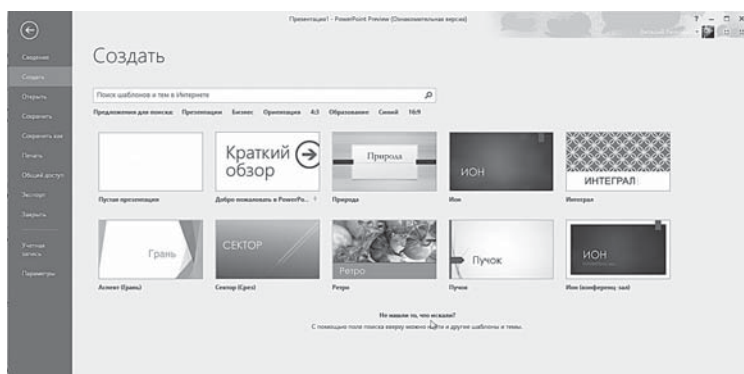 Презентация1 - PowerPoint Preview (Ознакомительная версия)
Сведения
Создать
Открыть
Сохранить
Сохранить как
Печать
Общий доступ
Экспорт
Закрыть
Учетная
запись
Параметры
Создать
Поиск шаблонов и тем в Интернете
Предложения для поиска: Презентации Бизнес Ориентация 4:3 Образование Синий 16:9
Краткий
обзор
Природа
ИОН
ИНТЕГРАЛ
Пустая презентация
Добро пожаловать в PowerPo...
Природа
Ион
Интеграл
Грань
СЕКТОР
Ретро
Пучок
ИОН
Аспект (Грань)
Сектор (Срез)
Ретро
Пучок
Ион (конференц-зал)
Не нашли то, что искали?
С помощью поля поиска вверху можно найти и другие шаблоны и темы.